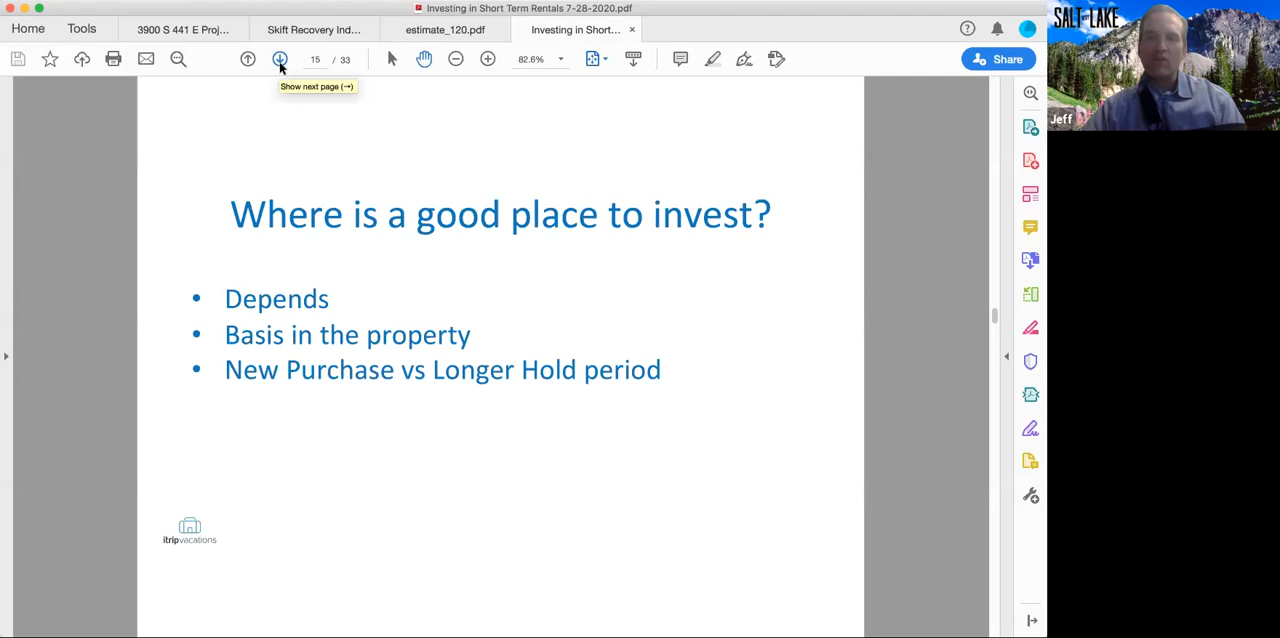 Investing in Short Term Rentals 7-28-2020.pdf
Home
Tools
3900 S 441 E Proj...
Skift Recovery Ind...
estimate_120.pdf
Investing in Short...
×
15 / 33
82.6%
Share
Show next page (→)
SALT LAKE
Jeff
Where is a good place to invest?
• Depends
• Basis in the property
• New Purchase vs Longer Hold period
itripvacations